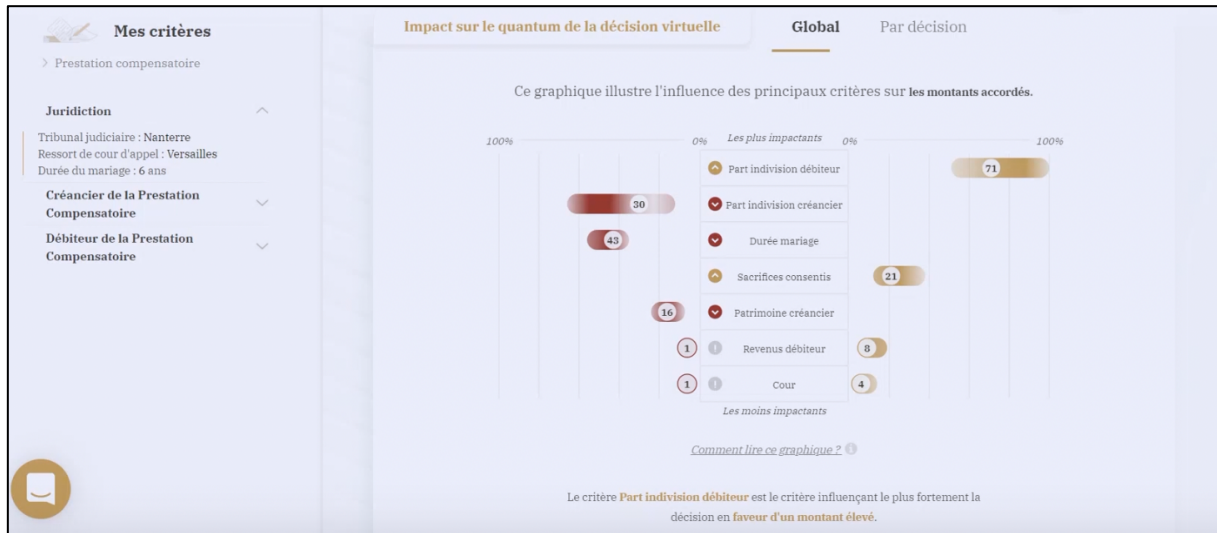 Mes critères
> Prestation compensatoire
Juridiction
Tribunal judiciaire : Nanterre
Ressort de cour d'appel : Versailles
Durée du mariage : 6 ans
Créancier de la Prestation
Compensatoire
Débiteur de la Prestation
Compensatoire
Impact sur le quantum de la décision virtuelle
Global
Par décision
Ce graphique illustre l'influence des principaux critères sur les montants accordés.
100% 0% Les plus impactants 0% 100%
Part indivision débiteur 71
30 Part indivision créancier
43 Durée mariage
Sacrifices consentis 21
16 Patrimoine créancier
1 ! Revenus débiteur 8
1 ! Cour 4
Les moins impactants
Comment lire ce graphique ? i
Le critère Part indivision débiteur est le critère influençant le plus fortement la
décision en faveur d'un montant élevé.